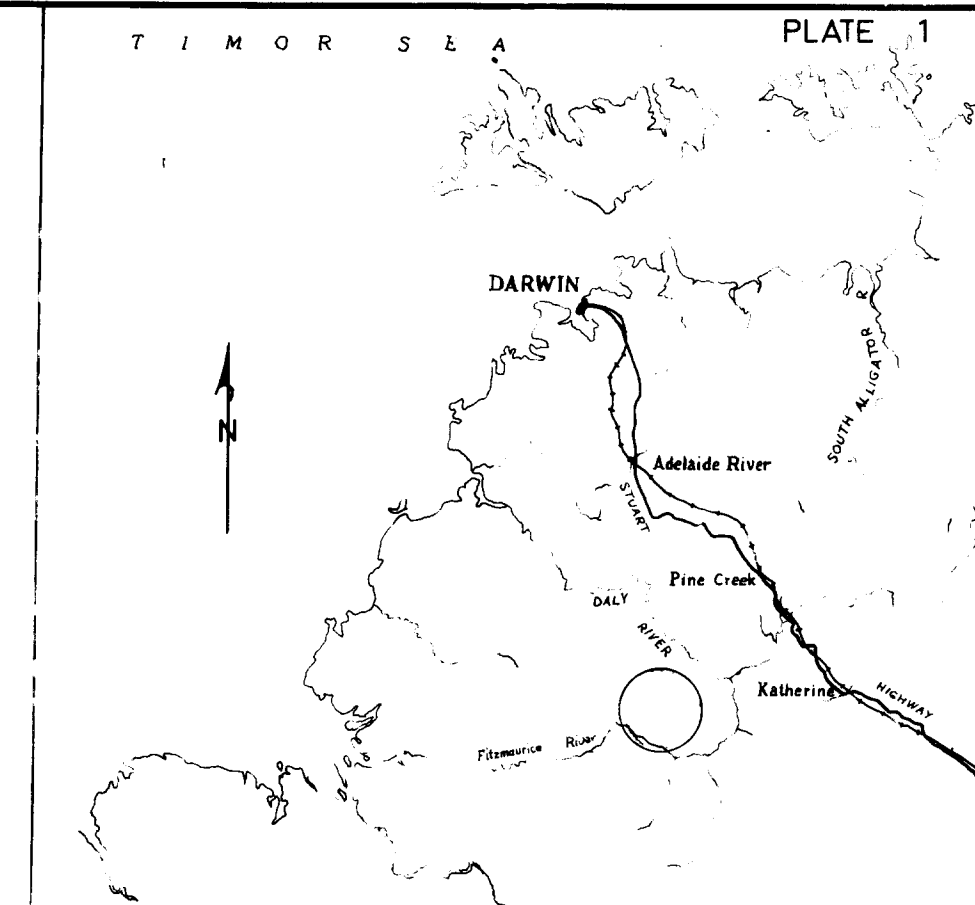 PLATE 1
TIMOR SEA
DARWIN
SOUTH ALLIGATOR R
N
Adelaide River
STUART
Pine Creek
DALY
RIVER
Katherine
HIGHWAY
Fitzmaurice River